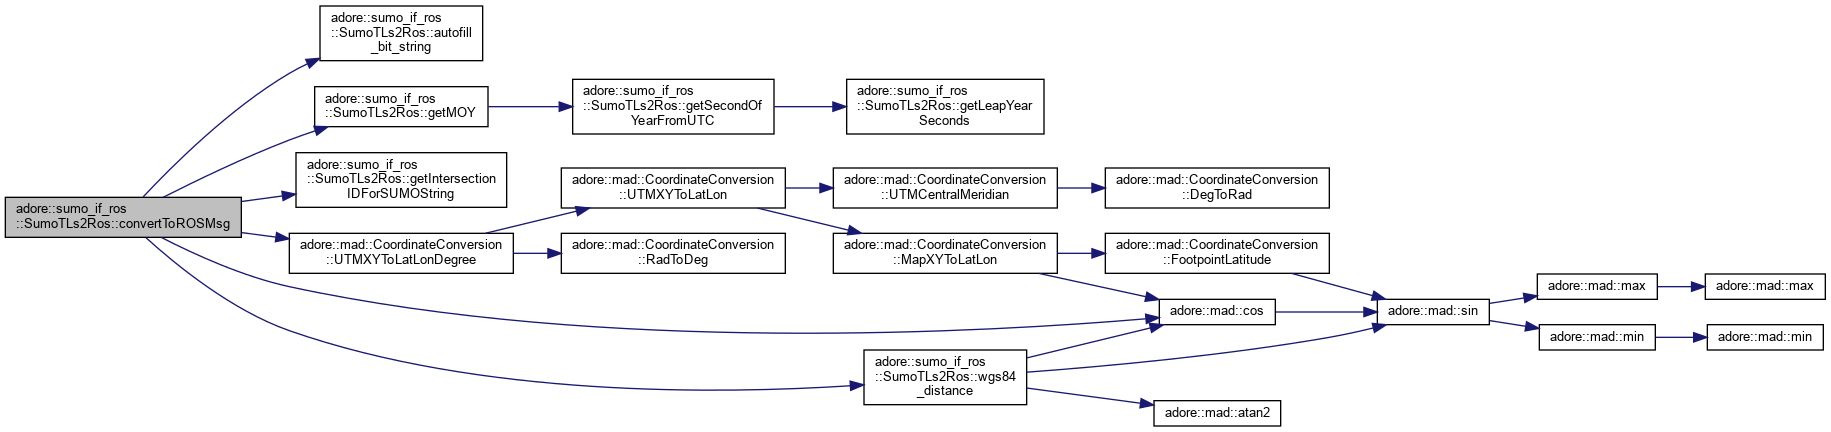 adore::sumo_if_ros
::SumoTLs2Ros::convertToROSMsg
adore::sumo_if_ros
::SumoTLs2Ros::autofill
_bit_string
adore::sumo_if_ros
::SumoTLs2Ros::getMOY
adore::sumo_if_ros
::SumoTLs2Ros::getSecondOf
YearFromUTC
adore::sumo_if_ros
::SumoTLs2Ros::getLeapYear
Seconds
adore::sumo_if_ros
::SumoTLs2Ros::getIntersection
IDForSUMOString
adore::mad::CoordinateConversion
::UTMXYToLatLonDegree
adore::mad::CoordinateConversion
::UTMXYToLatLon
adore::mad::CoordinateConversion
::RadToDeg
adore::mad::CoordinateConversion
::UTMCentralMeridian
adore::mad::CoordinateConversion
::DegToRad
adore::mad::CoordinateConversion
::MapXYToLatLon
adore::mad::CoordinateConversion
::FootpointLatitude
adore::mad::cos
adore::mad::sin
adore::mad::max
adore::mad::max
adore::mad::min
adore::mad::min
adore::sumo_if_ros
::SumoTLs2Ros::wgs84
_distance
adore::mad::atan2